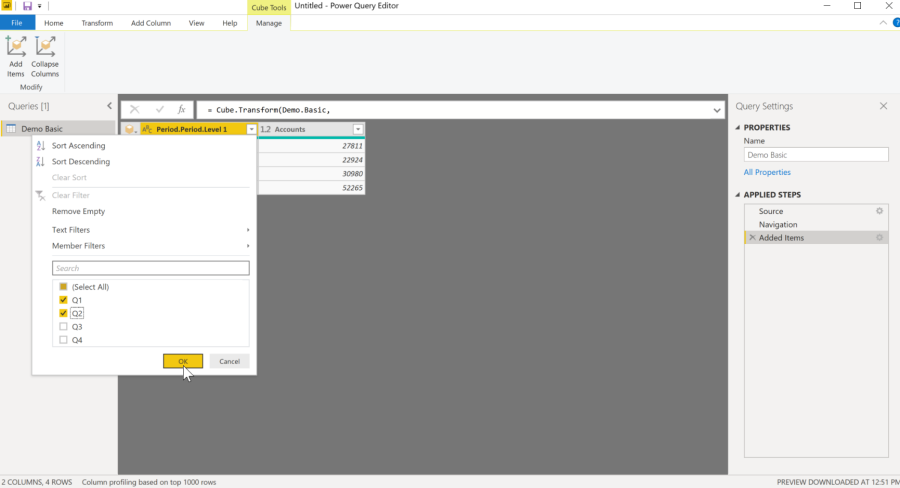 Cube Tools
Untitled - Power Query Editor
File Home Transform Add Column View Help Manage
Add Items
Collapse Columns
Modify
Queries [1]
fx = Cube.Transform(Demo.Basic,
Query Settings
Demo Basic
ABC Period.Period.Level 1
1.2 Accounts
27811
22924
30980
52265
Sort Ascending
Sort Descending
Clear Sort
Clear Filter
Remove Empty
Text Filters
Member Filters
Search
(Select All)
Q1
Q2
Q3
Q4
OK
Cancel
PROPERTIES
Name
Demo Basic
All Properties
APPLIED STEPS
Source
Navigation
Added Items
2 COLUMNS, 4 ROWS
Column profiling based on top 1000 rows
PREVIEW DOWNLOADED AT 12:51 PM